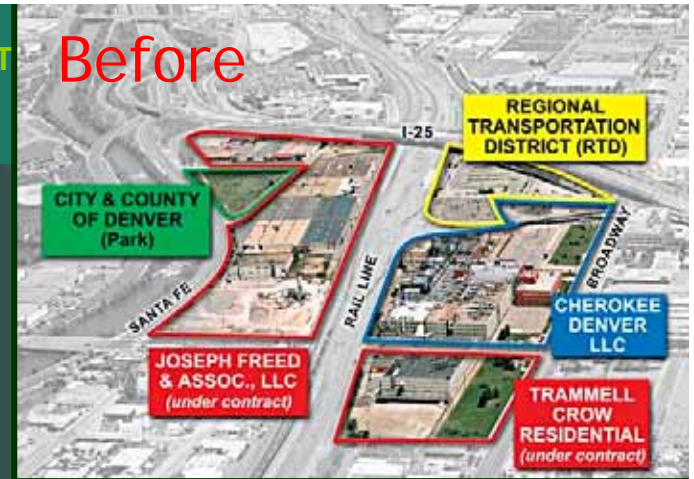 T
Before
REGIONAL
TRANSPORTATION
DISTRICT (RTD)
I-25
CITY & COUNTY
OF DENVER
(Park)
BROADWAY
RAIL LINE
SANTA FE
CHEROKEE
DENVER
LLC
JOSEPH FREED
& ASSOC., LLC
(under contract)
TRAMMELL
CROW
RESIDENTIAL
(under contract)